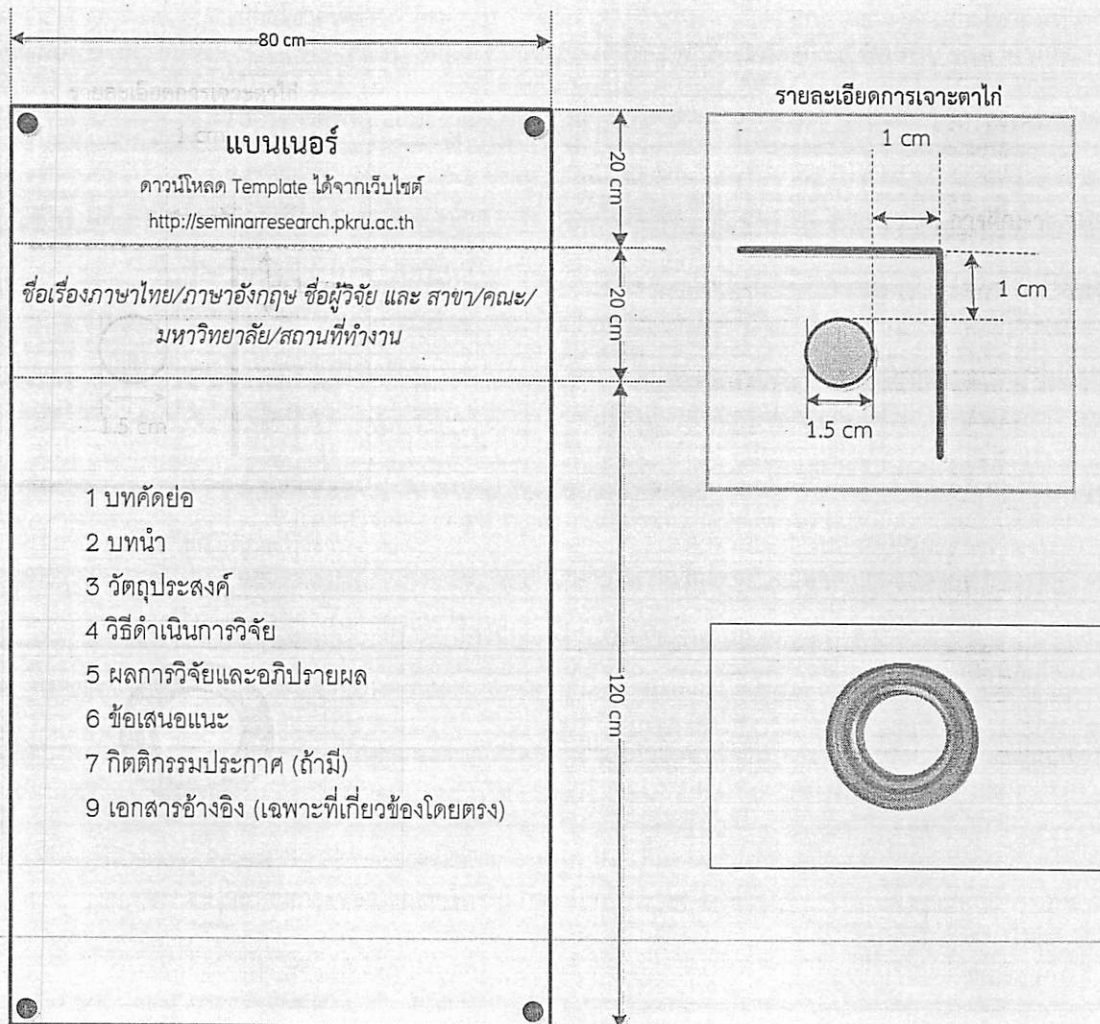 80 cm
แบนเนอร์
ดาวน์โหลด Template ได้จากเว็บไซต์
http://seminarresearch.pkru.ac.th
ชื่อเรื่องภาษาไทย/ภาษาอังกฤษ ชื่อผู้วิจัย และ สาขา/คณะ/
มหาวิทยาลัย/สถานที่ทำงาน
1 บทคัดย่อ
2 บทนำ
3 วัตถุประสงค์
4 วิธีดำเนินการวิจัย
5 ผลการวิจัยและอภิปรายผล
6 ข้อเสนอแนะ
7 กิตติกรรมประกาศ (ถ้ามี)
9 เอกสารอ้างอิง (เฉพาะที่เกี่ยวข้องโดยตรง)
20 cm
20 cm
120 cm
รายละเอียดการเจาะตาไก่
1 cm
1 cm
1.5 cm